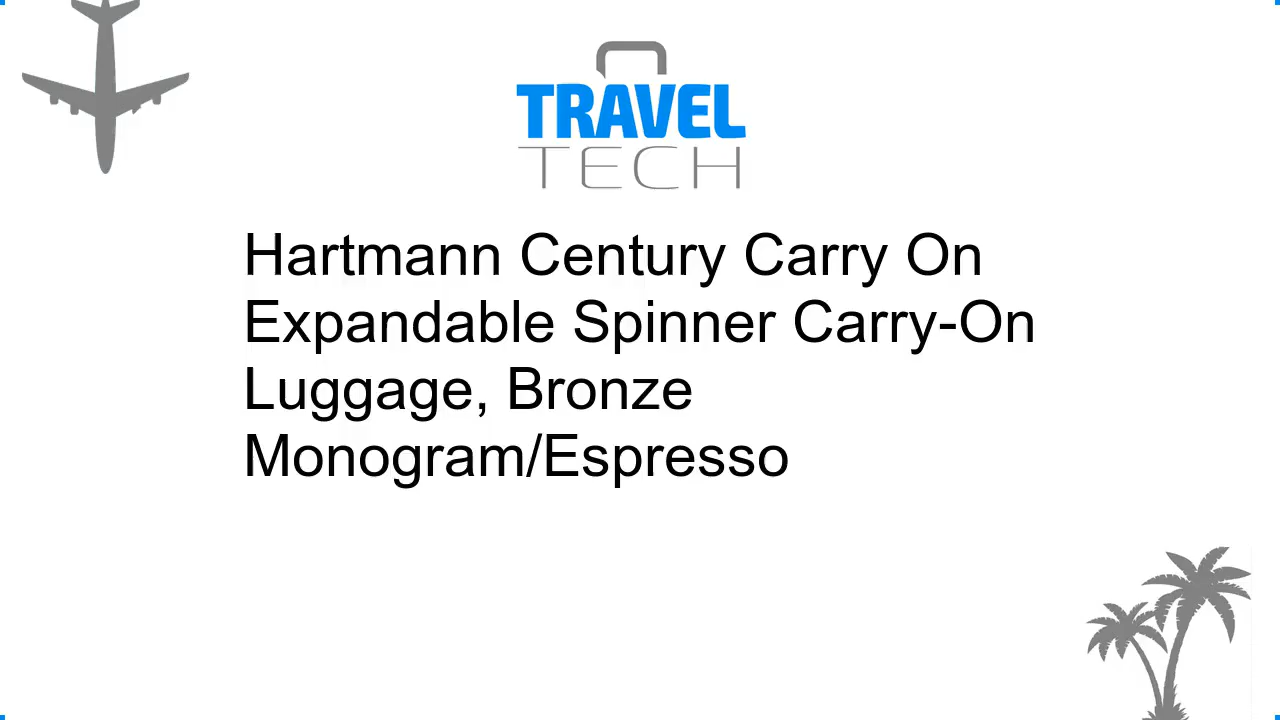 TRAVEL
TECH
Hartmann Century Carry On
Expandable Spinner Carry-On
Luggage, Bronze
Monogram/Espresso